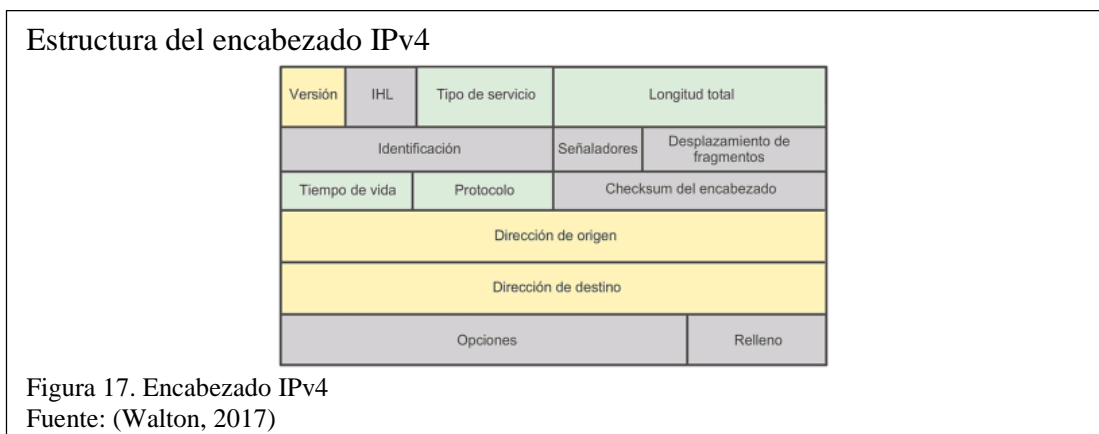 Estructura del encabezado IPv4
Versión IHL Tipo de servicio Longitud total
Identificación Señaladores Desplazamiento de
fragmentos
Tiempo de vida Protocolo Checksum del encabezado
Dirección de origen
Dirección de destino
Opciones Relleno
Figura 17. Encabezado IPv4
Fuente: (Walton, 2017)